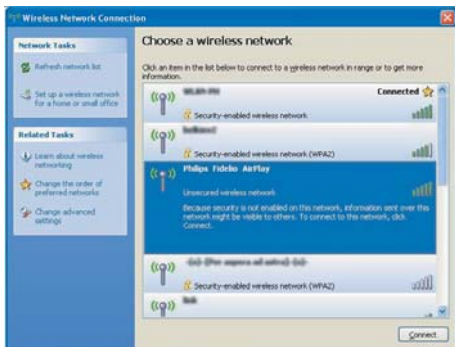 Wireless Network Connection
Network Tasks
Refresh network list
Set up a wireless network
for a home or small office
Related Tasks
Learn about wireless
networking
Change the order of
preferred networks
Change advanced
settings
Choose a wireless network
Click an item in the list below to connect to a wireless network in range or to get more
information.
Connected
Security-enabled wireless network
Security-enabled wireless network (WPA2)
Philips Fidelio AirPlay
Unsecured wireless network
Because security is not enabled on this network, information sent over this
network might be visible to others. To connect to this network, click
Connect.
Security-enabled wireless network (WPA2)
Connect